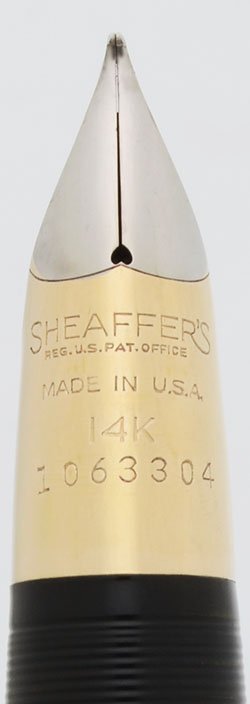 SHEAFFER'S
REG. U.S. PAT. OFFICE
MADE IN U.S.A.
14K
1063304